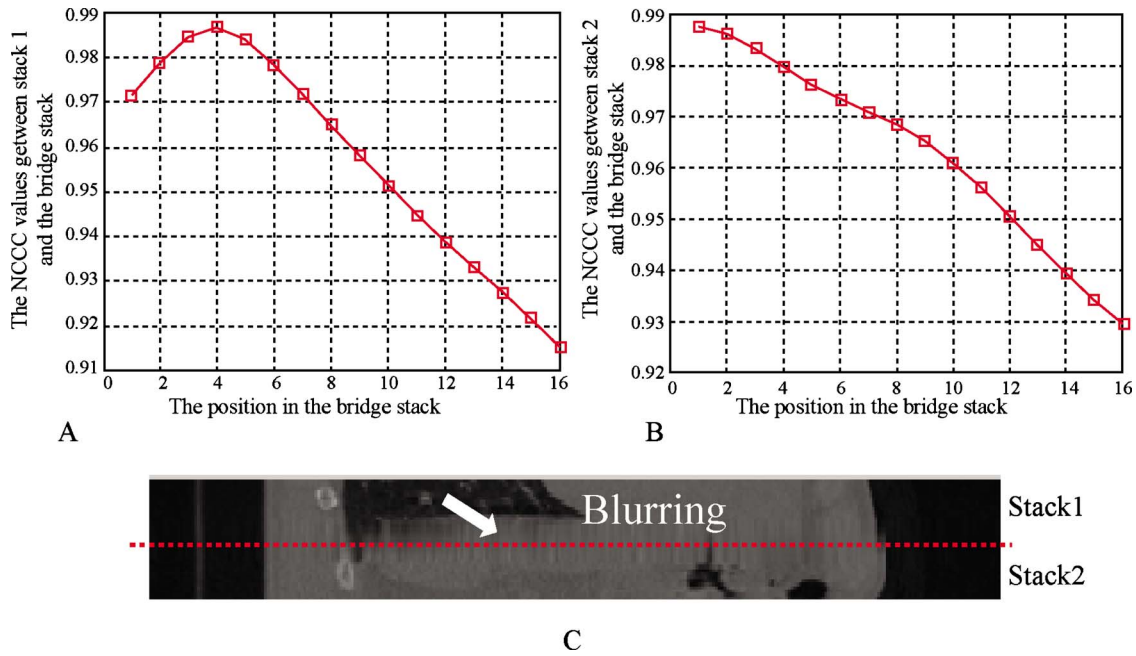 The NCCC values getween stack 1
and the bridge stack
0.99
0.98
0.97
0.96
0.95
0.94
0.93
0.92
0.91
0 2 4 6 8 10 12 14 16
The position in the bridge stack
A
The NCCC values getween stack 2
and the bridge stack
0.99
0.98
0.97
0.96
0.95
0.94
0.93
0.92
0 2 4 6 8 10 12 14 16
The position in the bridge stack
B
Blurring
Stack1
Stack2
C